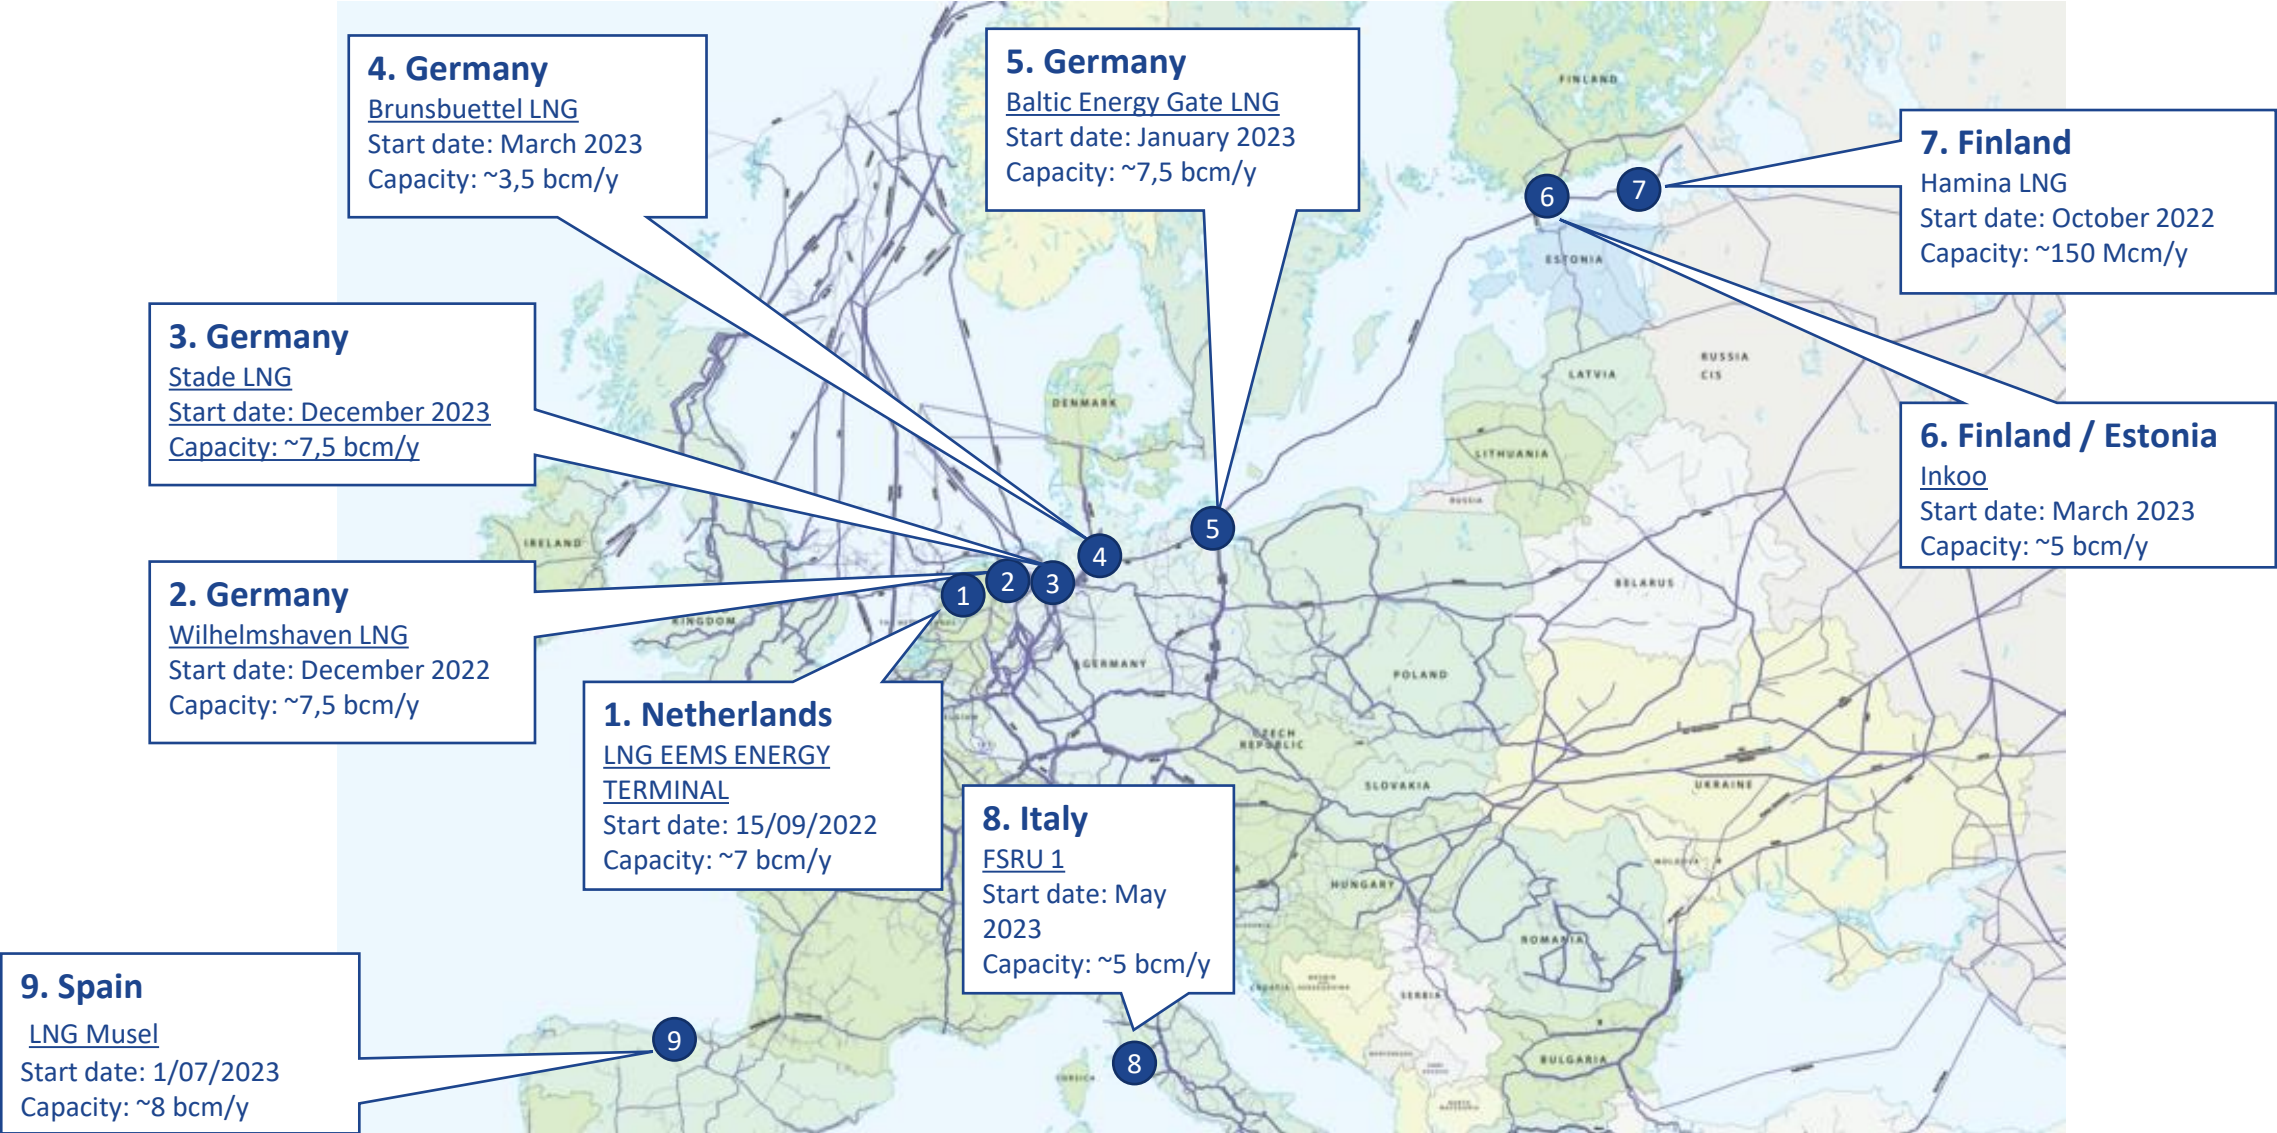 4. Germany
Brunsbuettel LNG
Start date: March 2023
Capacity: ~3,5 bcm/y
5. Germany
Baltic Energy Gate LNG
Start date: January 2023
Capacity: ~7,5 bcm/y
7. Finland
Hamina LNG
Start date: October 2022
Capacity: ~150 Mcm/y
3. Germany
Stade LNG
Start date: December 2023
Capacity: ~7,5 bcm/y
6. Finland / Estonia
Inkoo
Start date: March 2023
Capacity: ~5 bcm/y
2. Germany
Wilhelmshaven LNG
Start date: December 2022
Capacity: ~7,5 bcm/y
1. Netherlands
LNG EEMS ENERGY
TERMINAL
Start date: 15/09/2022
Capacity: ~7 bcm/y
8. Italy
FSRU 1
Start date: May
2023
Capacity: ~5 bcm/y
9. Spain
LNG Musel
Start date: 1/07/2023
Capacity: ~8 bcm/y
FINLAND
6
7
ESTONIA
RUSSIA
CIS
LATVIA
DENMARK
LITHUANIA
RUSSIA
5
IRELAND
4
2
3
1
BELARUS
KINGDOM
GERMANY
POLAND
CZECH
REPUBLIC
SLOVAKIA
UKRAINE
MOLDOVA
HUNGARY
ROMANIA
SERBIA
9
8
CORSICA
BULGARIA